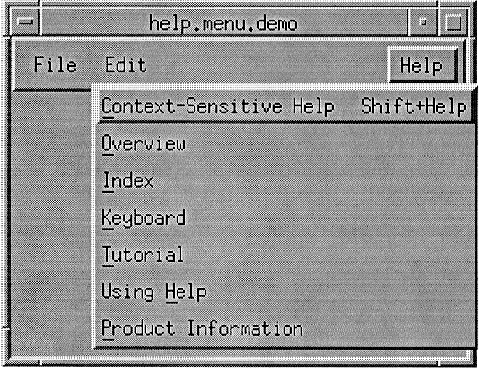 help.menu.demo
File Edit Help
Context-Sensitive Help Shift+Help
Overview
Index
Keyboard
Tutorial
Using Help
Product Information